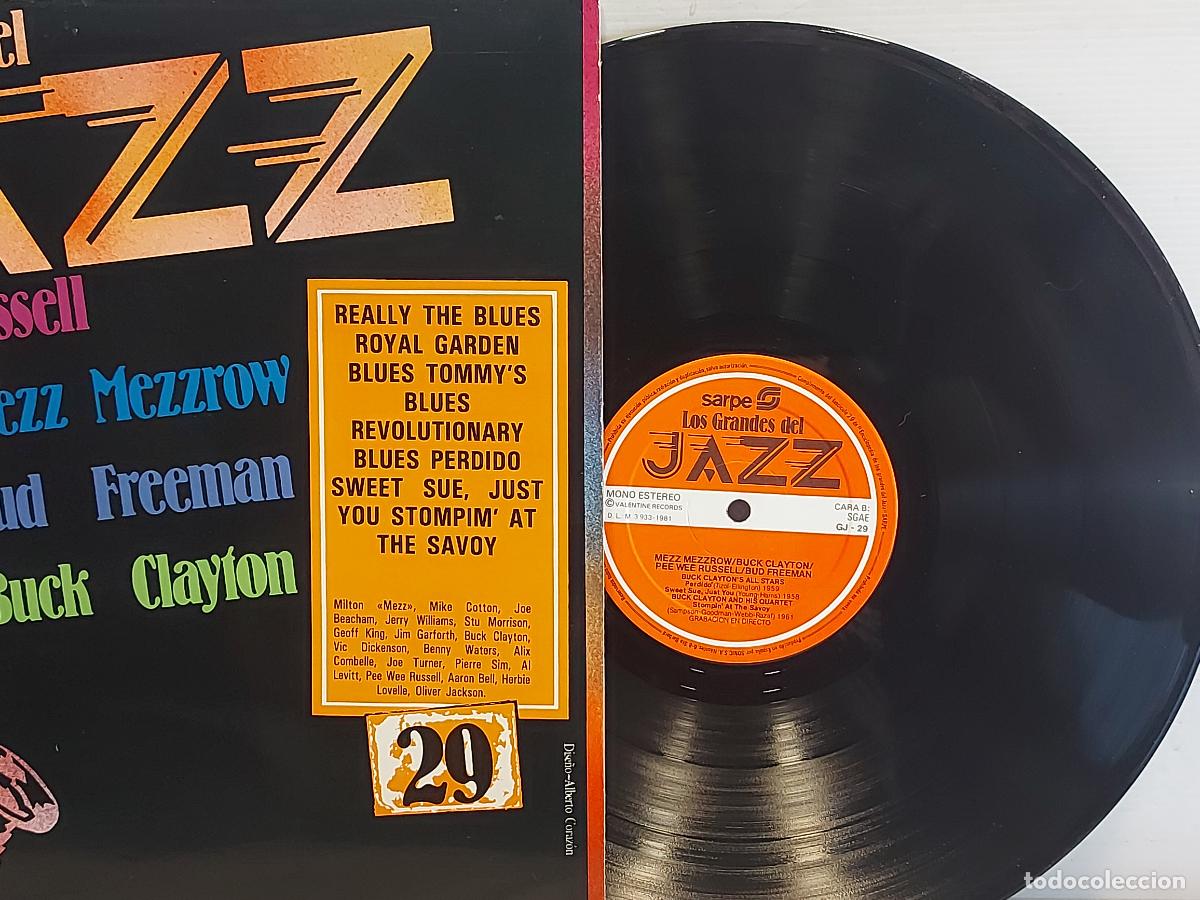 el
AZZ
ssell
ezz Mezzrow
ud Freeman
Buck Clayton
REALLY THE BLUES
ROYAL GARDEN
BLUES TOMMY'S
BLUES
REVOLUTIONARY
BLUES PERDIDO
SWEET SUE, JUST
YOU STOMPIN' AT
THE SAVOY
Milton «Mezz», Mike Cotton, Joe
Beacham, Jerry Williams, Stu Morrison,
Geoff King, Jim Garforth, Buck Clayton,
Vic Dickenson, Benny Waters, Alix
Combelle, Joe Turner, Pierre Sim, Al
Levitt, Pee Wee Russell, Aaron Bell, Herbie
Lovelle, Oliver Jackson.
29
Diseño-Alberto Corazón
sarpe
Los Grandes del
JAZZ
MONO ESTEREO
© VALENTINE RECORDS
D. L. M 3 933-1981
CARA B:
SGAE
GJ - 29
MEZZ MEZZROW/BUCK CLAYTON/
PEE WEE RUSSELL/BUD FREEMAN
BUCK CLAYTON'S ALL STARS
Perdido (Tizol-Ellington) 1959
Sweet Sue, Just You (Young-Harris) 1958
BUCK CLAYTON AND HIS QUARTET
Stompin' At The Savoy
(Sampson-Goodman-Webb-Razaf) 1961
GRABACION EN DIRECTO
todocoleccion